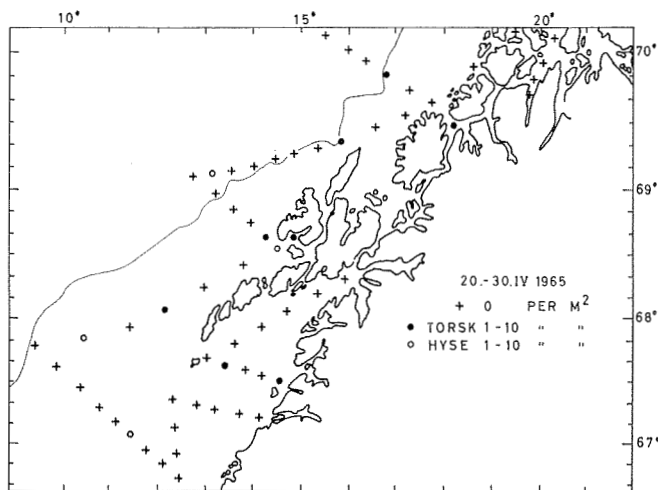 10° 15° 20°
70°
69°
20.-30.IV 1965
+ 0 PER M²
68°
● TORSK 1-10 " "
○ HYSE 1-10 " "
67°